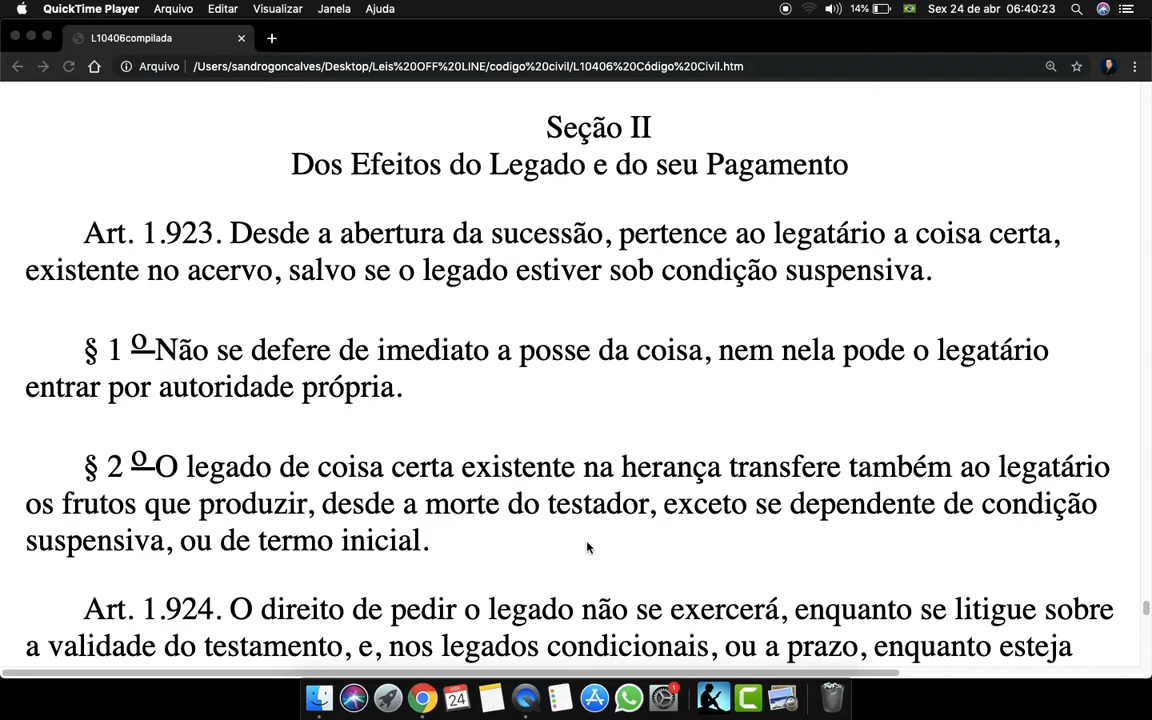 QuickTime Player Arquivo Editar Visualizar Janela Ajuda 14% Sex 24 de abr 06:40:23
L10406compilada
Arquivo /Users/sandrogoncalves/Desktop/Leis%20OFF%20LINE/codigo%20civil/L10406%20Código%20Civil.htm
Seção II
Dos Efeitos do Legado e do seu Pagamento
Art. 1.923. Desde a abertura da sucessão, pertence ao legatário a coisa certa,
existente no acervo, salvo se o legado estiver sob condição suspensiva.
§ 1 o Não se defere de imediato a posse da coisa, nem nela pode o legatário
entrar por autoridade própria.
§ 2 o O legado de coisa certa existente na herança transfere também ao legatário
os frutos que produzir, desde a morte do testador, exceto se dependente de condição
suspensiva, ou de termo inicial.
Art. 1.924. O direito de pedir o legado não se exercerá, enquanto se litigue sobre
a validade do testamento, e, nos legados condicionais, ou a prazo, enquanto esteja
24
1